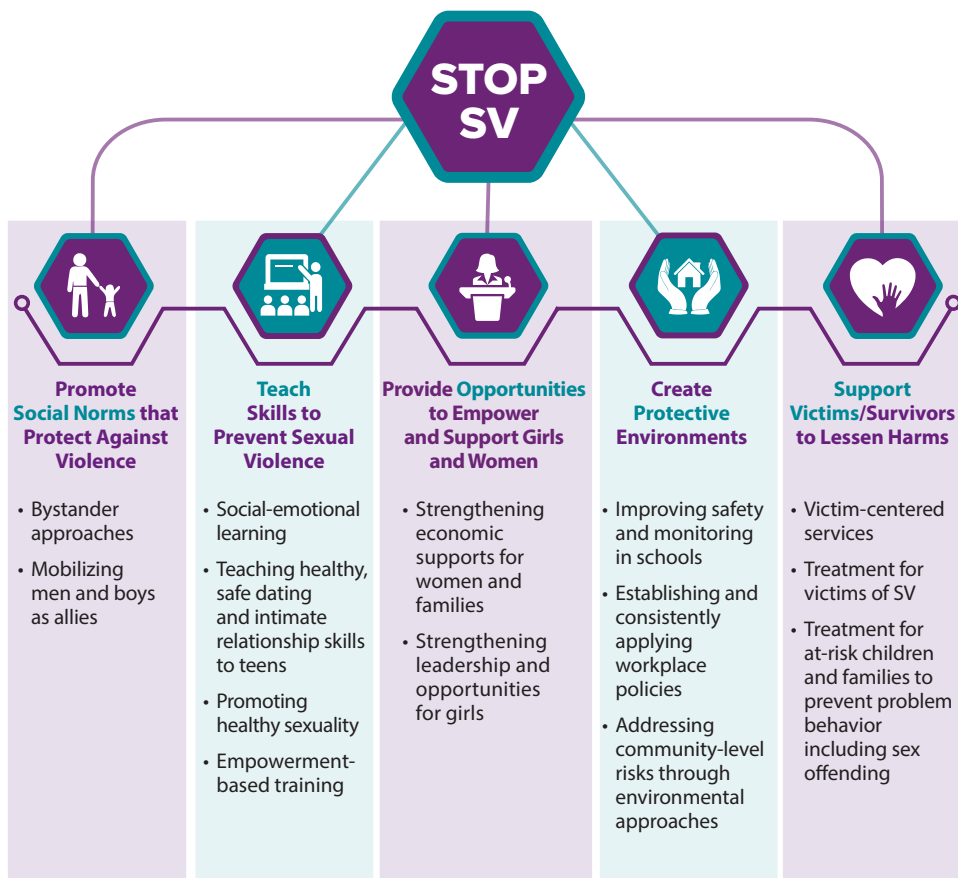 STOP
SV
Promote
Social Norms that
Protect Against
Violence
• Bystander
approaches
• Mobilizing
men and boys
as allies
Teach
Skills to
Prevent Sexual
Violence
• Social-emotional
learning
• Teaching healthy,
safe dating
and intimate
relationship skills
to teens
• Promoting
healthy sexuality
• Empowerment-
based training
Provide Opportunities
to Empower
and Support Girls
and Women
• Strengthening
economic
supports for
women and
families
• Strengthening
leadership and
opportunities
for girls
Create
Protective
Environments
• Improving safety
and monitoring
in schools
• Establishing and
consistently
applying
workplace
policies
• Addressing
community-level
risks through
environmental
approaches
Support
Victims/Survivors
to Lessen Harms
• Victim-centered
services
• Treatment for
victims of SV
• Treatment for
at-risk children
and families to
prevent problem
behavior
including sex
offending